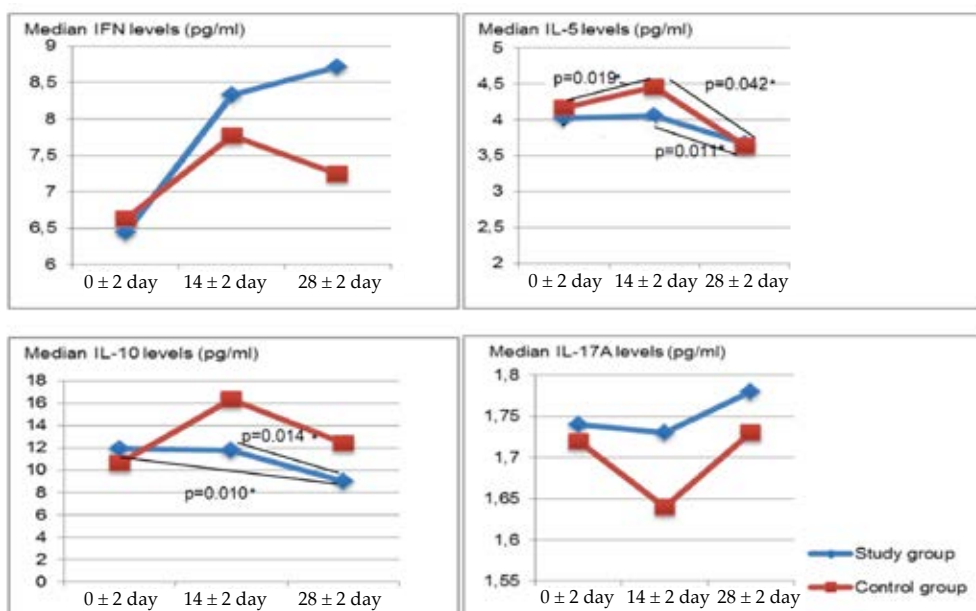 Median IFN levels (pg/ml)
9
8,5
8
7,5
7
6,5
6
0 ± 2 day 14 ± 2 day 28 ± 2 day
Median IL-5 levels (pg/ml)
5
4,5
4
3,5
3
2,5
2
p=0.019*
p=0.042*
p=0.011*
0 ± 2 day 14 ± 2 day 28 ± 2 day
Median IL-10 levels (pg/ml)
18
16
14
12
10
8
6
4
2
0
p=0.014 *
p=0.010*
0 ± 2 day 14 ± 2 day 28 ± 2 day
Median IL-17A levels (pg/ml)
1,8
1,75
1,7
1,65
1,6
1,55
0 ± 2 day 14 ± 2 day 28 ± 2 day
Study group
Control group